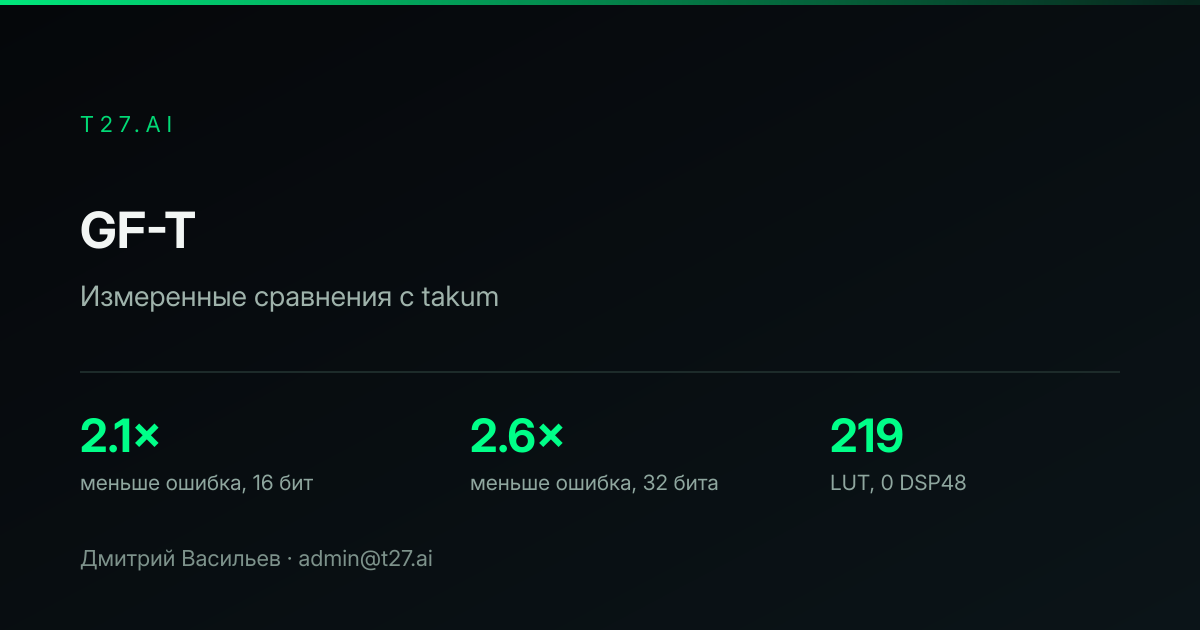 T27.AI
GF-T
Измеренные сравнения с takum
2.1×
меньше ошибка, 16 бит
2.6×
меньше ошибка, 32 бита
219
LUT, 0 DSP48
Дмитрий Васильев · admin@t27.ai